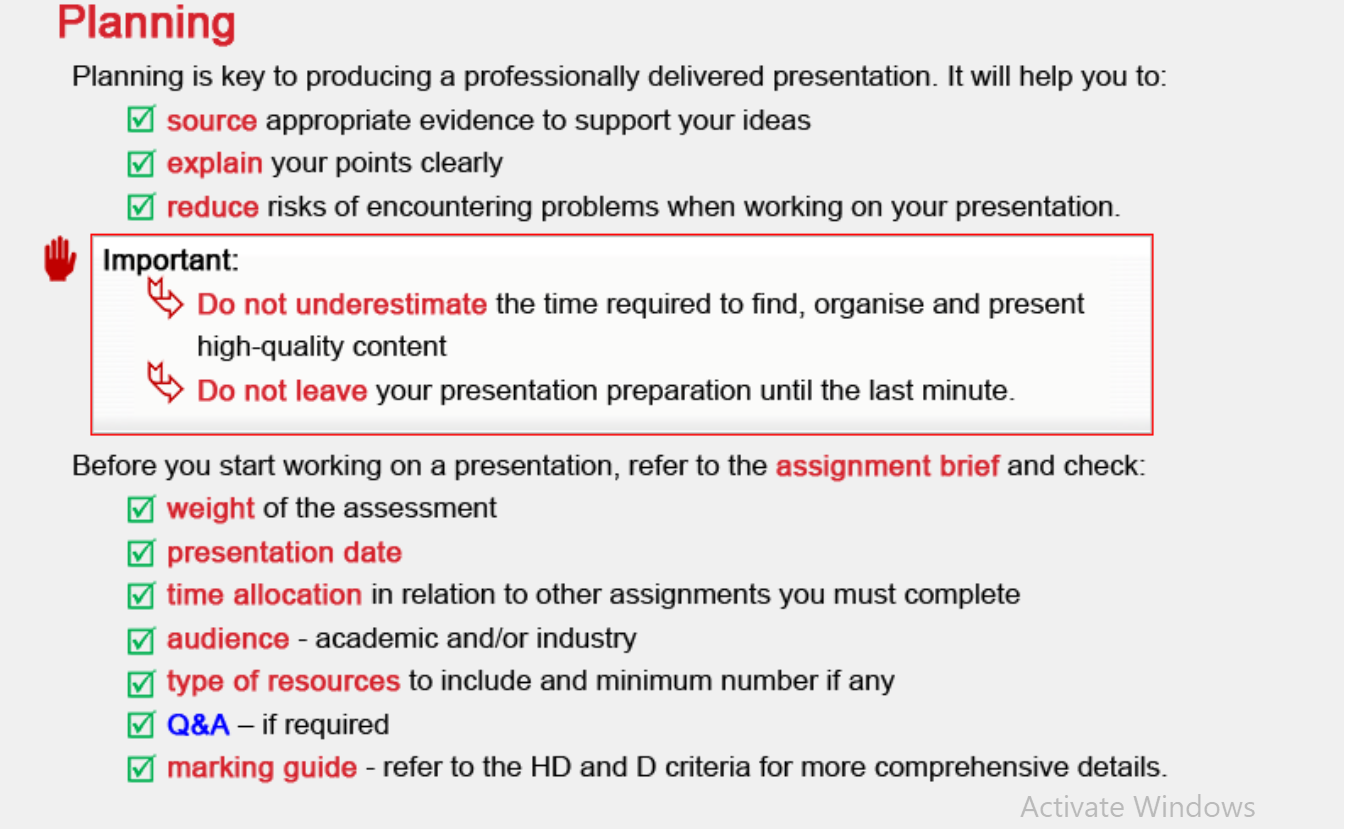 Planning
Planning is key to producing a professionally delivered presentation. It will help you to:
source appropriate evidence to support your ideas
explain your points clearly
reduce risks of encountering problems when working on your presentation.
Important:
Do not underestimate the time required to find, organise and present
high-quality content
Do not leave your presentation preparation until the last minute.
Before you start working on a presentation, refer to the assignment brief and check:
weight of the assessment
presentation date
time allocation in relation to other assignments you must complete
audience - academic and/or industry
type of resources to include and minimum number if any
Q&A – if required
marking guide - refer to the HD and D criteria for more comprehensive details.
Activate Windows